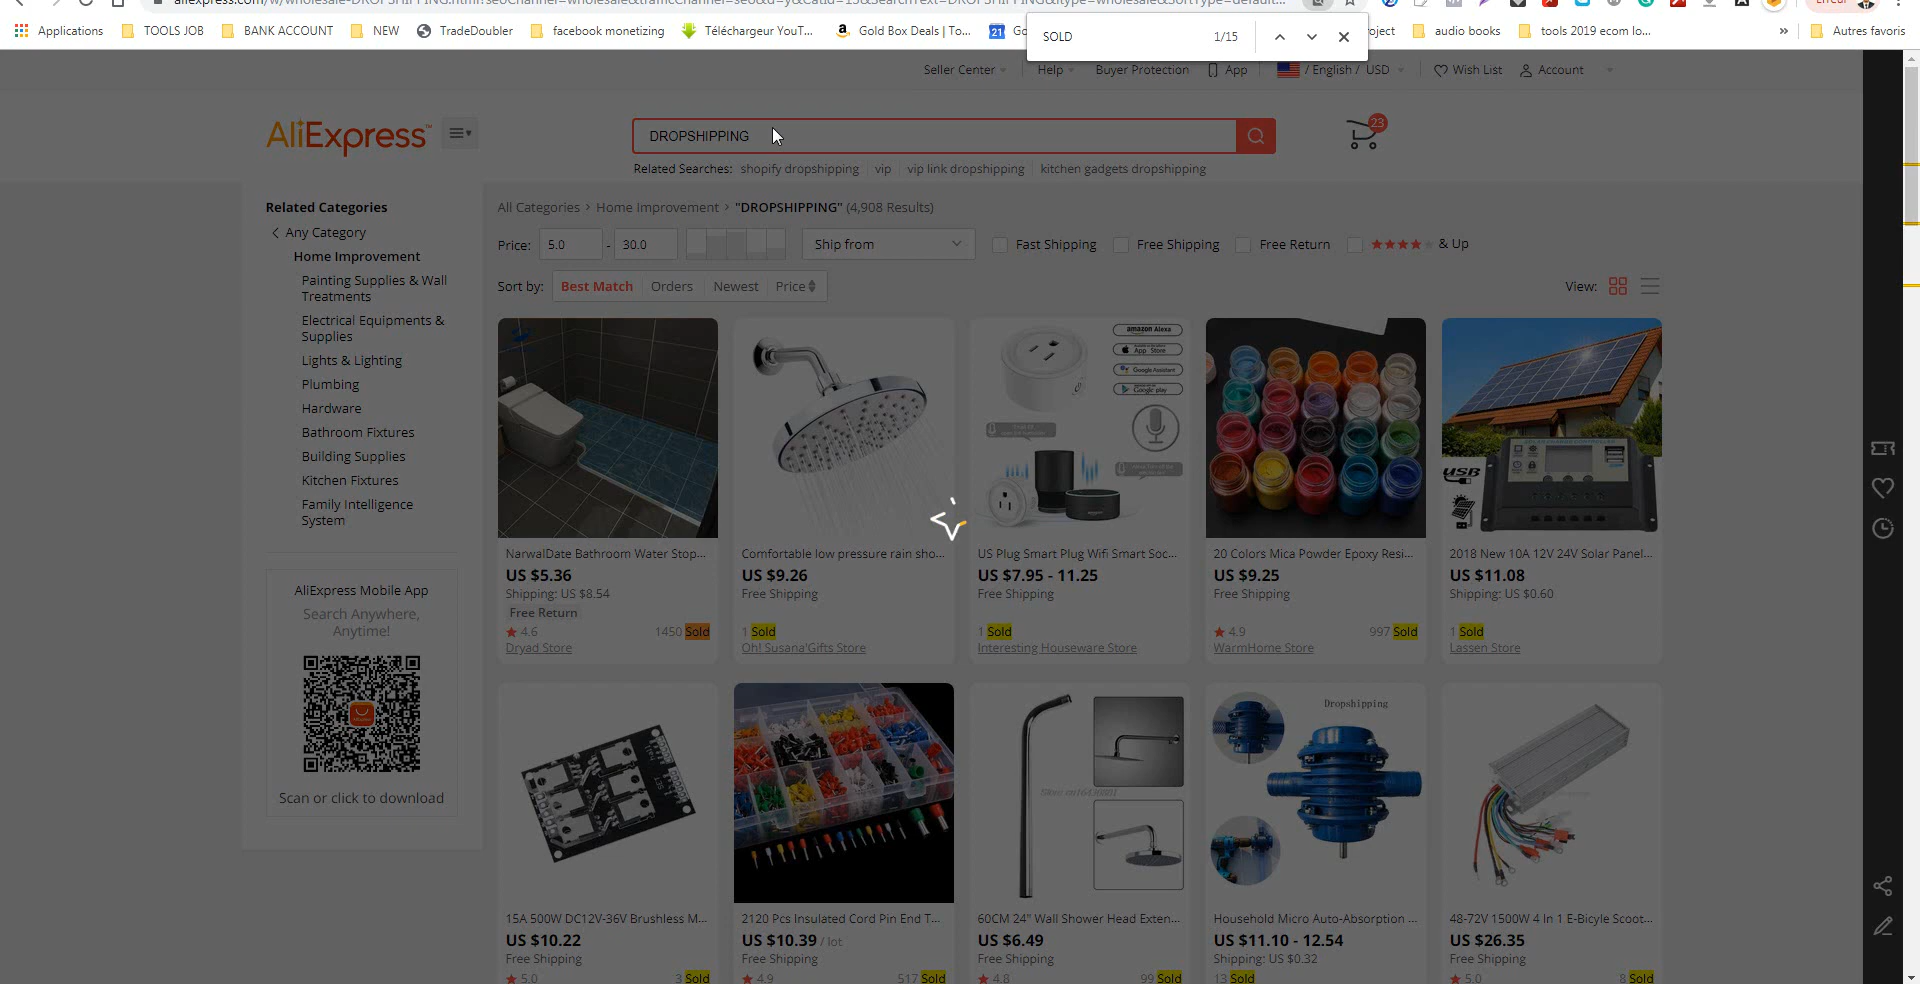 Applications TOOLS JOB BANK ACCOUNT NEW TradeDoubler facebook monetizing Téléchargeur YouT... Gold Box Deals | To... 21 audio books tools 2019 ecom lo... » Autres favoris
SOLD 1/15
Seller Center Help Buyer Protection App / English / USD Wish List Account
AliExpress™
DROPSHIPPING
23
Related Searches: shopify dropshipping vip vip link dropshipping kitchen gadgets dropshipping
Related Categories
< Any Category
Home Improvement
Painting Supplies & Wall
Treatments
Electrical Equipments &
Supplies
Lights & Lighting
Plumbing
Hardware
Bathroom Fixtures
Building Supplies
Kitchen Fixtures
Family Intelligence
System
AliExpress Mobile App
Search Anywhere,
Anytime!
Scan or click to download
All Categories > Home Improvement > "DROPSHIPPING" (4,908 Results)
Price: 5.0 - 30.0 Ship from Fast Shipping Free Shipping Free Return & Up
Sort by: Best Match Orders Newest Price View:
NarwalDate Bathroom Water Stop...
US $5.36
Shipping: US $8.54
Free Return
4.6 1450 Sold
Dryad Store
Comfortable low pressure rain sho...
US $9.26
Free Shipping
1 Sold
Oh! Susana'Gifts Store
amazon Alexa
App Store
Google Assistant
Google play
US Plug Smart Plug Wifi Smart Soc...
US $7.95 - 11.25
Free Shipping
1 Sold
Interesting Houseware Store
20 Colors Mica Powder Epoxy Resi...
US $9.25
Free Shipping
4.9 997 Sold
WarmHome Store
USB
2018 New 10A 12V 24V Solar Panel...
US $11.08
Shipping: US $0.60
1 Sold
Lassen Store
15A 500W DC12V-36V Brushless M...
US $10.22
Free Shipping
5.0 3 Sold
2120 Pcs Insulated Cord Pin End T...
US $10.39 / lot
Free Shipping
4.9 517 Sold
60CM 24" Wall Shower Head Exten...
US $6.49
Free Shipping
4.8 99 Sold
Dropshipping
Household Micro Auto-Absorption ...
US $11.10 - 12.54
Shipping: US $0.32
13 Sold
48-72V 1500W 4 In 1 E-Bicyle Scoot...
US $26.35
Free Shipping
5.0 8 Sold